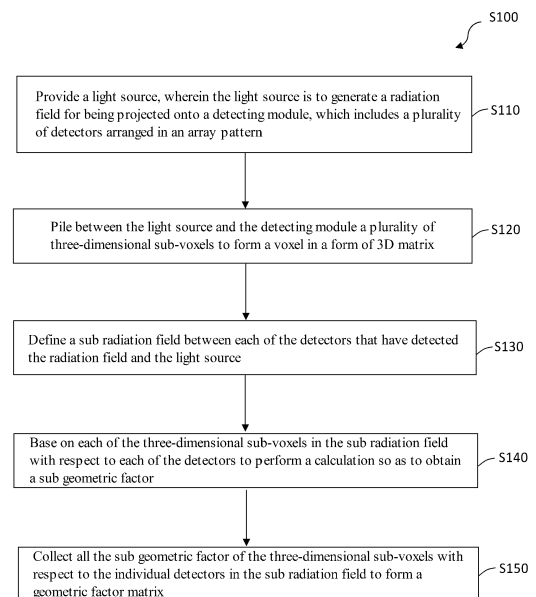 S100
Provide a light source, wherein the light source is to generate a radiation
field for being projected onto a detecting module, which includes a plurality
of detectors arranged in an array pattern
S110
Pile between the light source and the detecting module a plurality of
three-dimensional sub-voxels to form a voxel in a form of 3D matrix
S120
Define a sub radiation field between each of the detectors that have detected
the radiation field and the light source
S130
Base on each of the three-dimensional sub-voxels in the sub radiation field
with respect to each of the detectors to perform a calculation so as to obtain
a sub geometric factor
S140
Collect all the sub geometric factor of the three-dimensional sub-voxels with
respect to the individual detectors in the sub radiation field to form a
geometric factor matrix
S150